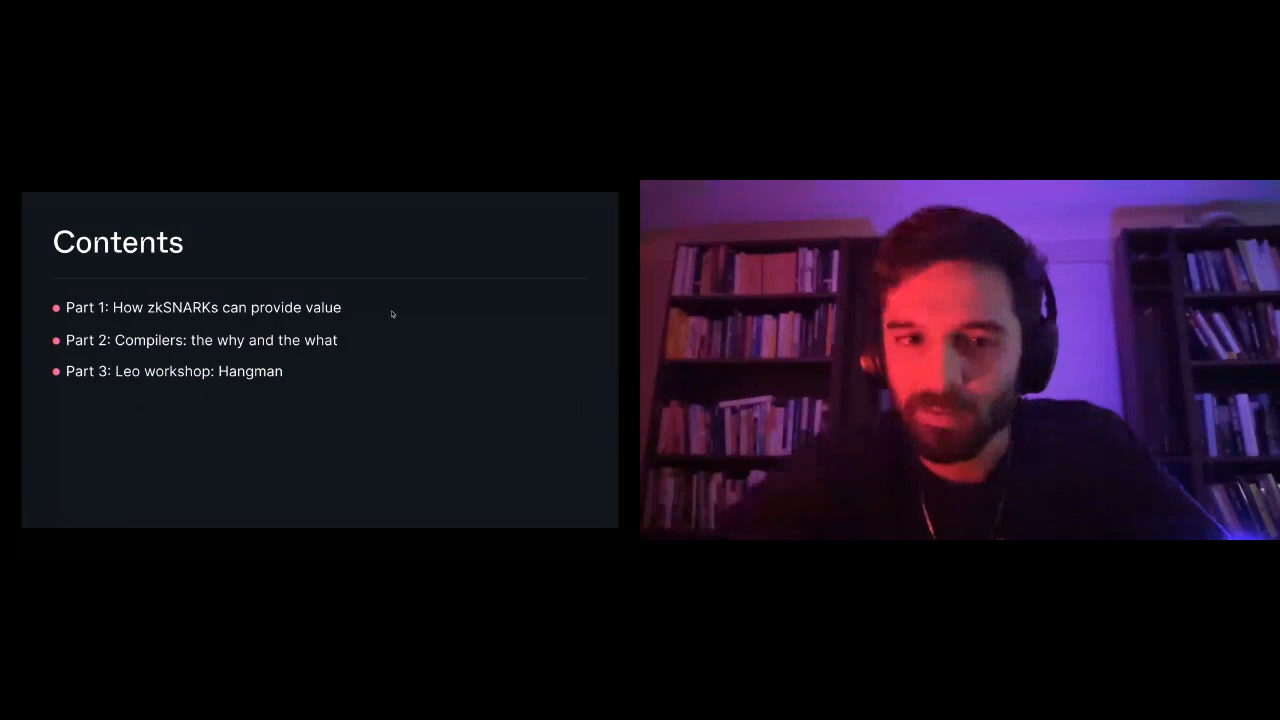 Contents
Part 1: How zkSNARKs can provide value
Part 2: Compilers: the why and the what
Part 3: Leo workshop: Hangman